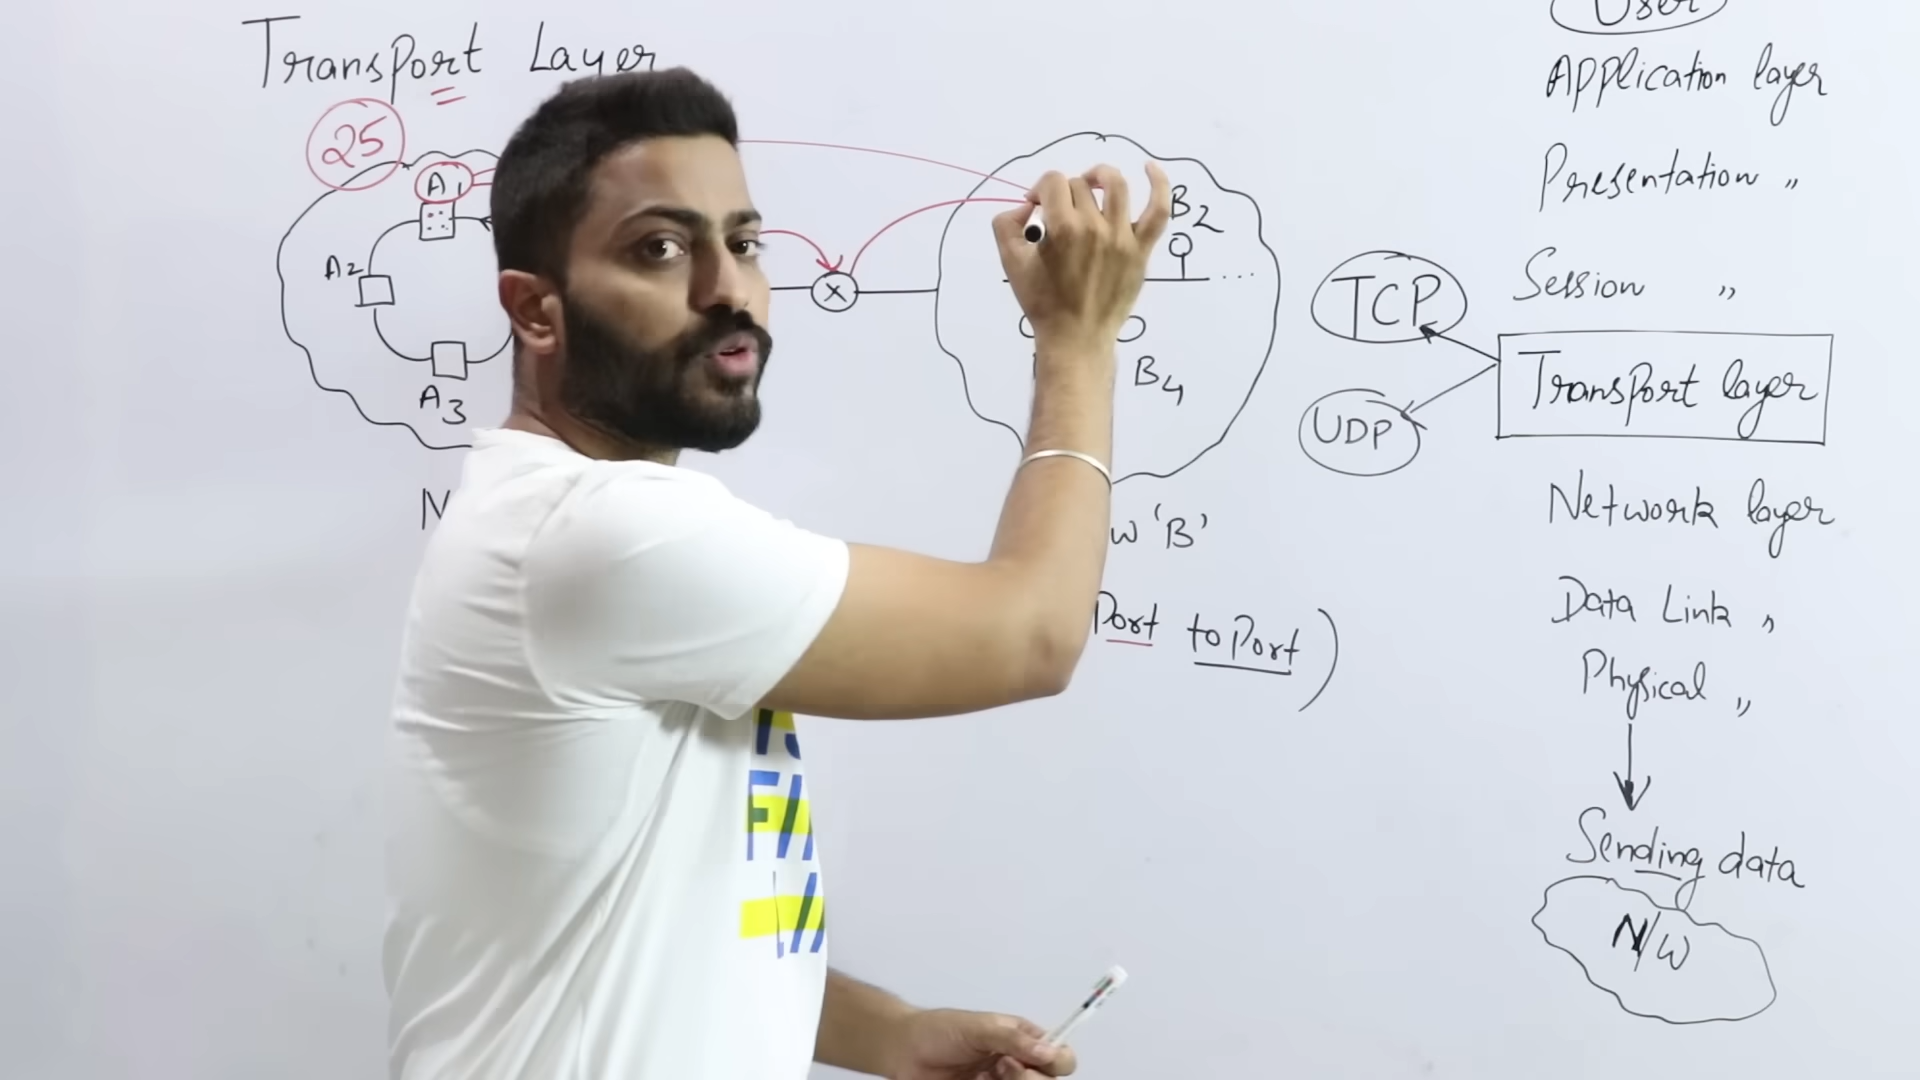 Transport Layer
25
A1
A2
A3
B2
B4
W 'B'
Port to Port)
TCP
UDP
User
Application layer
Presentation "
Session "
Transport layer
Network layer
Data Link "
Physical "
Sending data
N/W